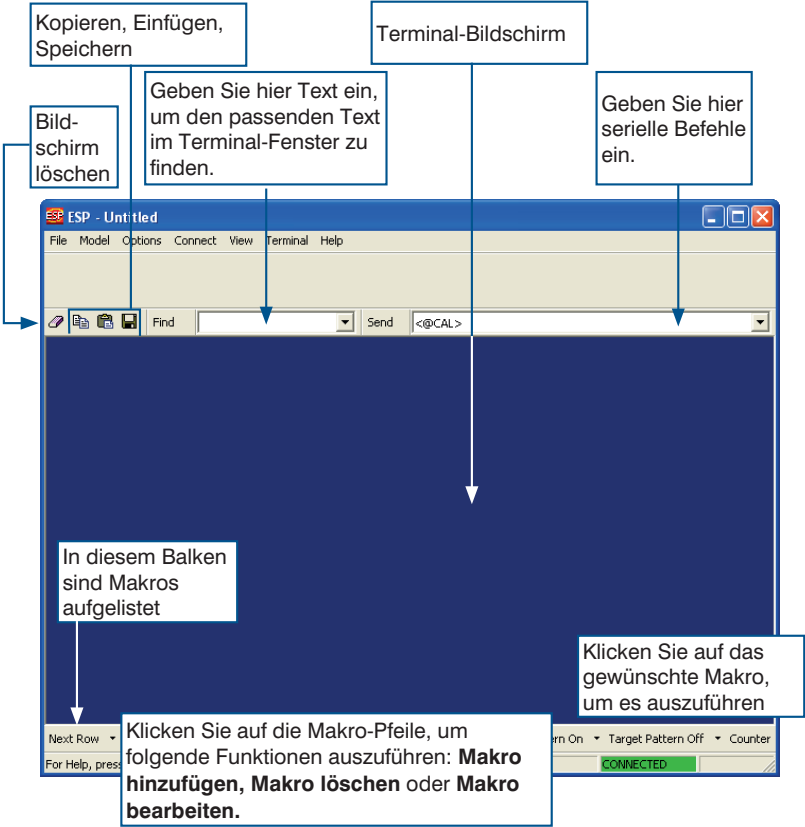 Kopieren, Einfügen,
Speichern
Terminal-Bildschirm
Geben Sie hier Text ein,
um den passenden Text
im Terminal-Fenster zu
finden.
Geben Sie hier
serielle Befehle
ein.
Bild-
schirm
löschen
ESP - Untitled
File Model Options Connect View Terminal Help
Find Send <@CAL>
In diesem Balken
sind Makros
aufgelistet
Klicken Sie auf das
gewünschte Makro,
um es auszuführen
Next Row On Target Pattern Off Counter
Klicken Sie auf die Makro-Pfeile, um
folgende Funktionen auszuführen: Makro
hinzufügen, Makro löschen oder Makro
bearbeiten.
For Help, press CONNECTED